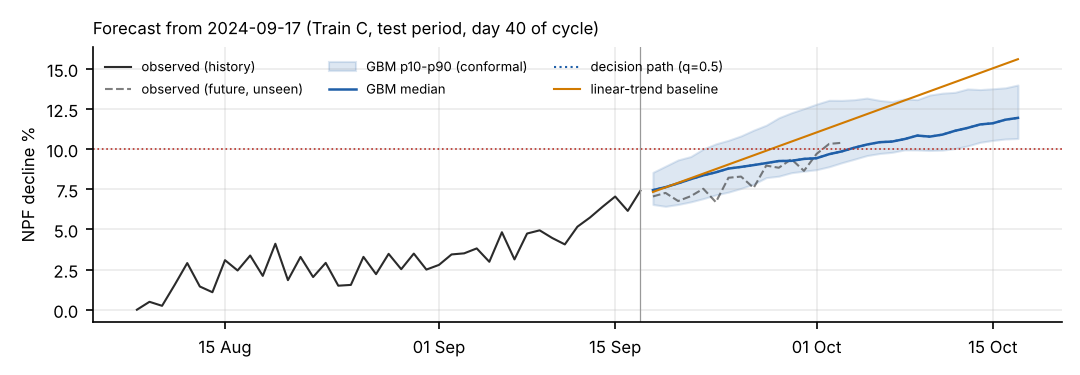 Forecast from 2024-09-17 (Train C, test period, day 40 of cycle)
observed (history)
observed (future, unseen)
GBM p10-p90 (conformal)
GBM median
decision path (q=0.5)
linear-trend baseline
NPF decline %
15.0
12.5
10.0
7.5
5.0
2.5
0.0
15 Aug
01 Sep
15 Sep
01 Oct
15 Oct